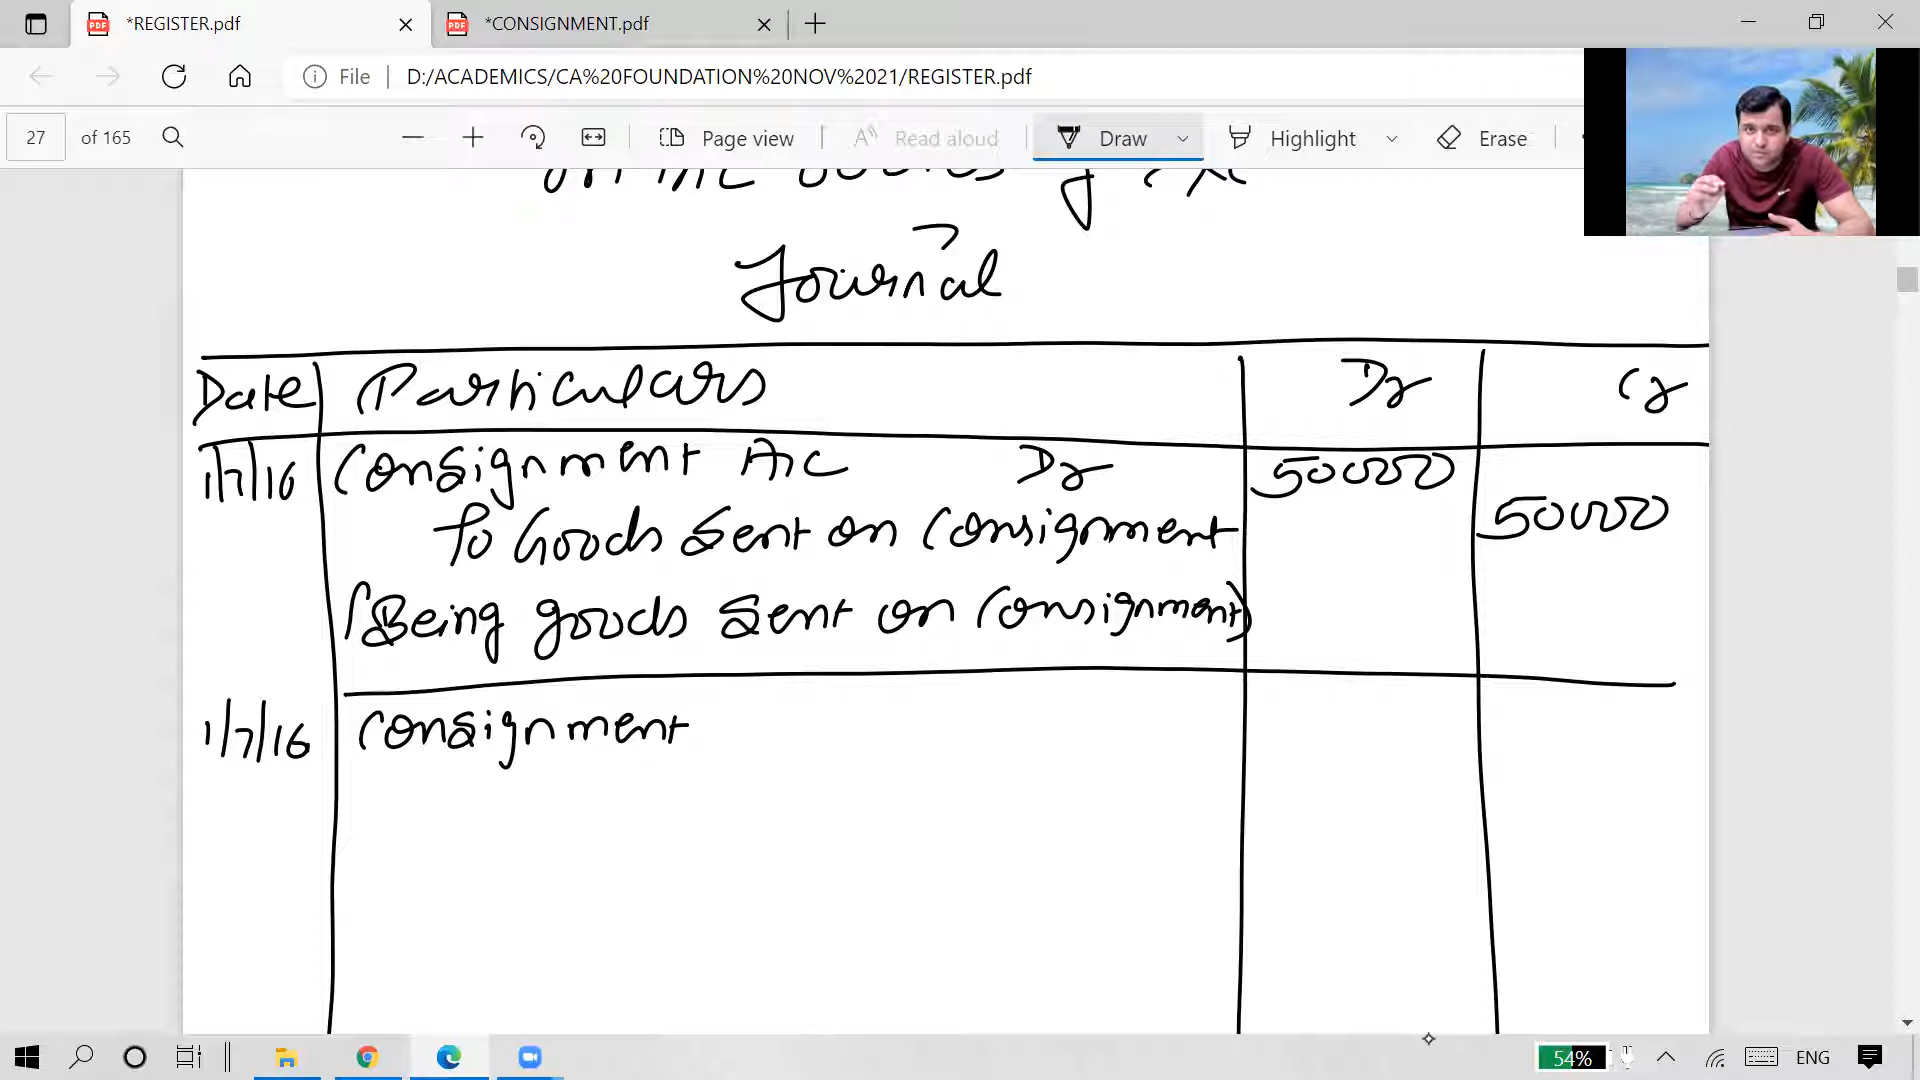 *REGISTER.pdf
*CONSIGNMENT.pdf
File
D:/ACADEMICS/CA%20FOUNDATION%20NOV%2021/REGISTER.pdf
27 of 165
Page view
Read aloud
Draw
Highlight
Erase
Journal
Date Particulars Dr Cr
1/7/16 Consignment A/c Dr 50000
To Goods Sent on Consignment 50000
(Being goods sent on Consignment)
1/7/16 Consignment
54%
ENG